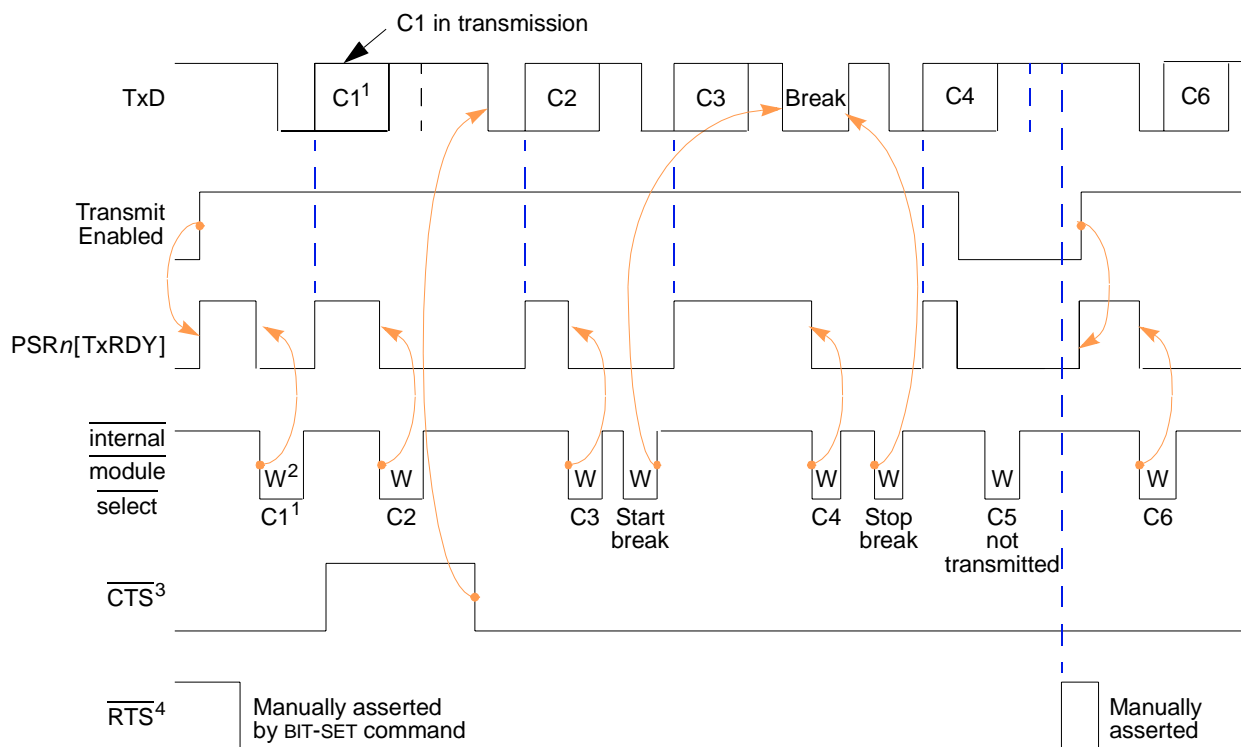 C1 in transmission
TxD
C1¹
C2
C3
Break
C4
C6
Transmit
Enabled
PSRn[TxRDY]
internal
module
select
W²
W
W
W
W
W
W
W
C1¹
C2
C3
Start
break
C4
Stop
break
C5
not
transmitted
C6
CTS³
RTS⁴
Manually asserted
by BIT-SET command
Manually
asserted